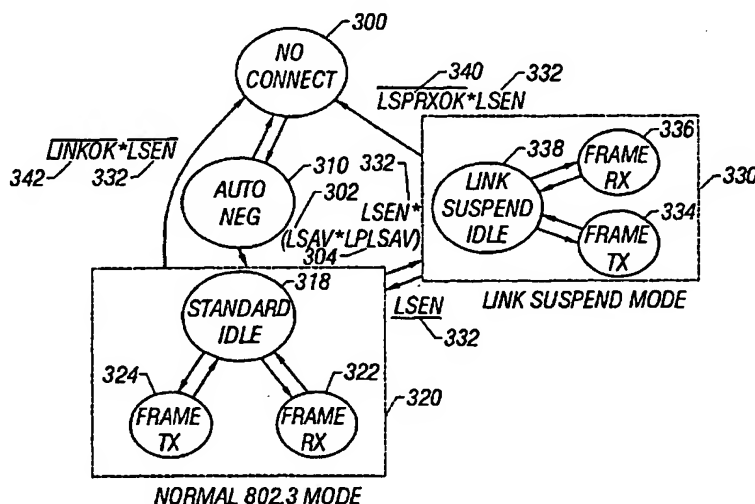 300
NO
CONNECT
340
332
LSPRXOK*LSEN
LINKOK*LSEN
342
332
310
AUTO
NEG
302
332
LSEN*
(LSAV*LPLSAV)
304
338
LINK
SUSPEND
IDLE
336
FRAME
RX
330
334
FRAME
TX
LINK SUSPEND MODE
318
STANDARD
IDLE
LSEN
332
324
FRAME
TX
322
FRAME
RX
320
NORMAL 802.3 MODE